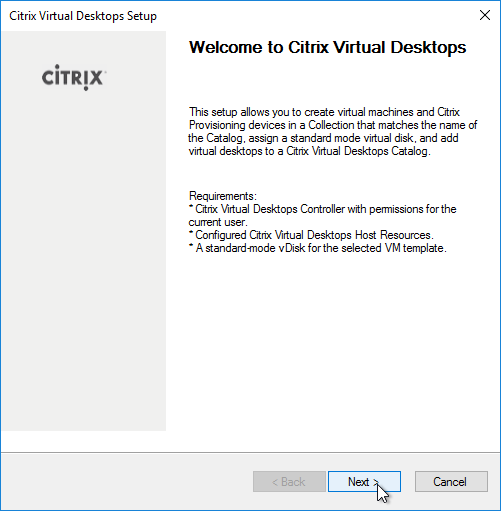 Citrix Virtual Desktops Setup
CİTRIX
Welcome to Citrix Virtual Desktops
This setup allows you to create virtual machines and Citrix
Provisioning devices in a Collection that matches the name of
the Catalog, assign a standard mode virtual disk, and add
virtual desktops to a Citrix Virtual Desktops Catalog.
Requirements:
* Citrix Virtual Desktops Controller with permissions for the
current user.
* Configured Citrix Virtual Desktops Host Resources.
* A standard-mode vDisk for the selected VM template.
< Back
Next >
Cancel